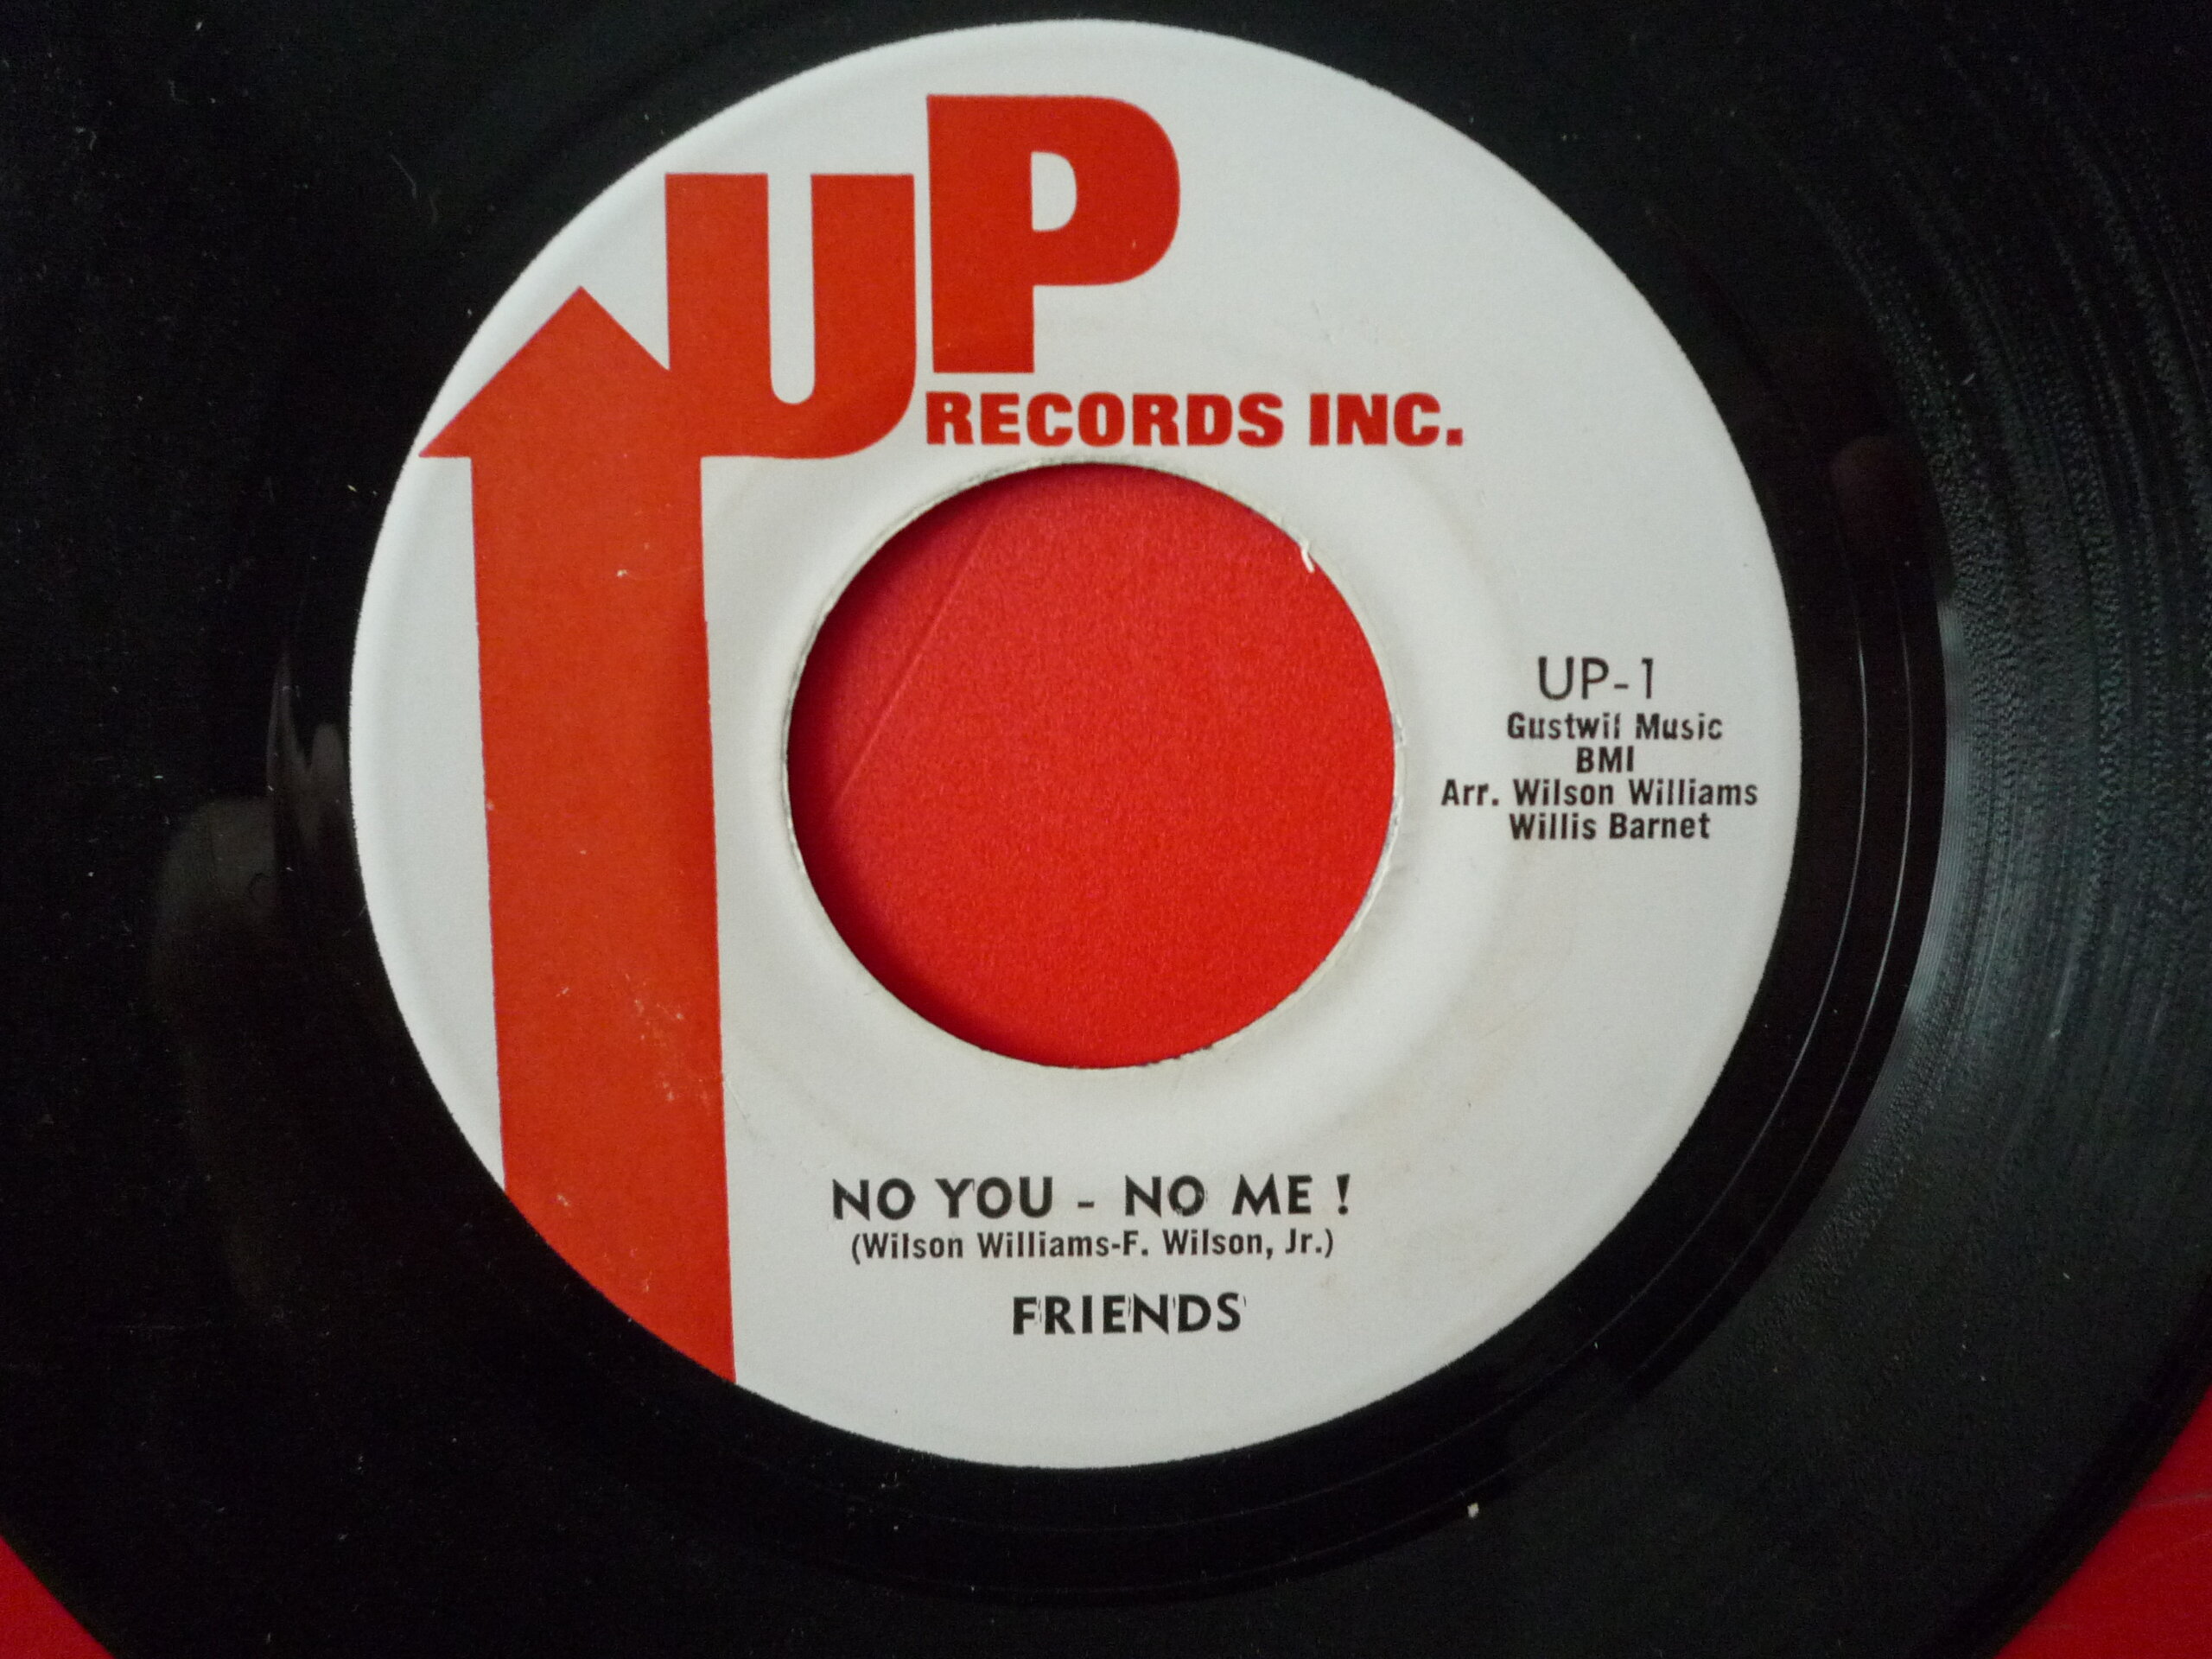 UP
RECORDS INC.
UP-1
Gustwil Music
BMI
Arr. Wilson Williams
Willis Barnet
NO YOU - NO ME !
(Wilson Williams-F. Wilson, Jr.)
FRIENDS